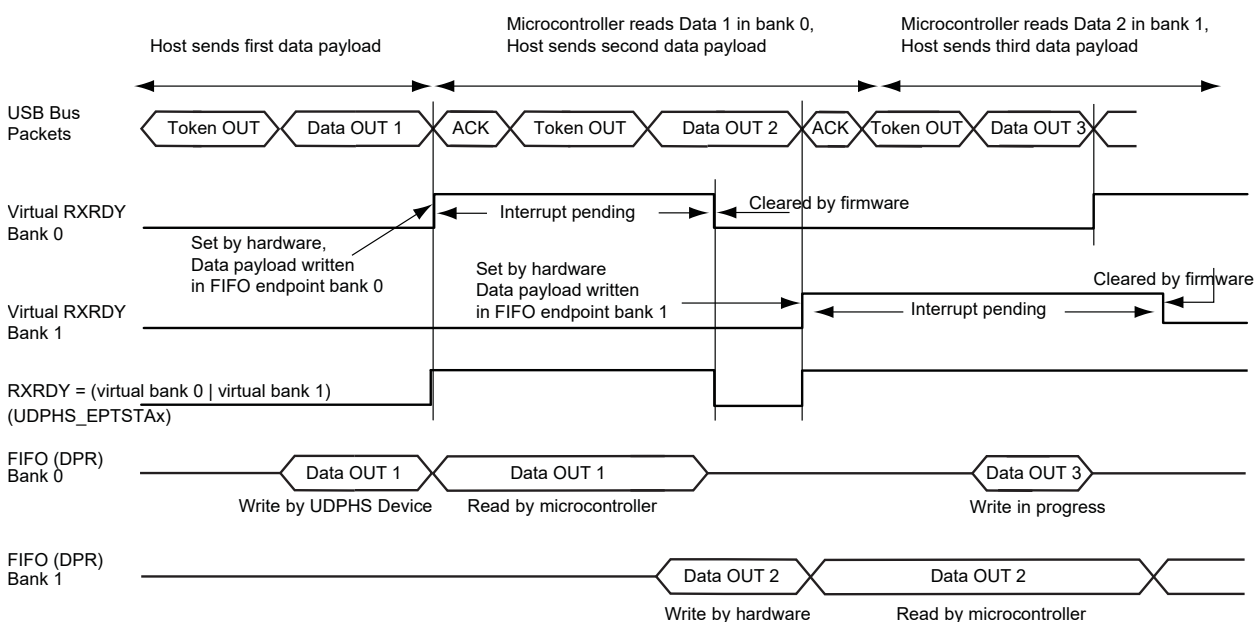 Microcontroller reads Data 1 in bank 0,
Microcontroller reads Data 2 in bank 1,
Host sends first data payload
Host sends second data payload
Host sends third data payload
USB Bus
Packets
Token OUT
Data OUT 1
ACK
Token OUT
Data OUT 2
ACK
Token OUT
Data OUT 3
Virtual RXRDY
Bank 0
Interrupt pending
Cleared by firmware
Set by hardware,
Data payload written
in FIFO endpoint bank 0
Set by hardware
Data payload written
in FIFO endpoint bank 1
Cleared by firmware
Virtual RXRDY
Bank 1
Interrupt pending
RXRDY = (virtual bank 0 | virtual bank 1)
(UDPHS_EPTSTAx)
FIFO (DPR)
Bank 0
Data OUT 1
Data OUT 1
Data OUT 3
Write by UDPHS Device
Read by microcontroller
Write in progress
FIFO (DPR)
Bank 1
Data OUT 2
Data OUT 2
Write by hardware
Read by microcontroller